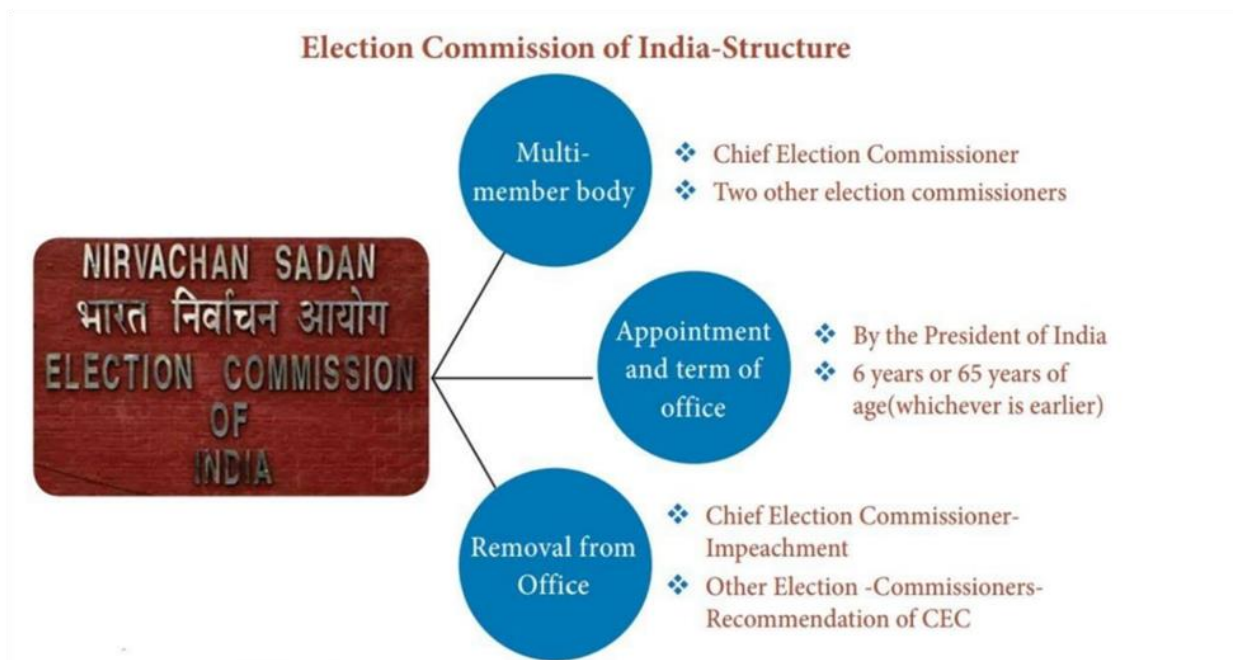 Election Commission of India-Structure
Multi-
member body
❖ Chief Election Commissioner
❖ Two other election commissioners
NIRVACHAN SADAN
भारत निर्वाचन आयोग
ELECTION COMMISSION
OF
INDIA
Appointment
and term of
office
❖ By the President of India
❖ 6 years or 65 years of
age(whichever is earlier)
Removal from
Office
❖ Chief Election Commissioner-
Impeachment
❖ Other Election -Commissioners-
Recommendation of CEC